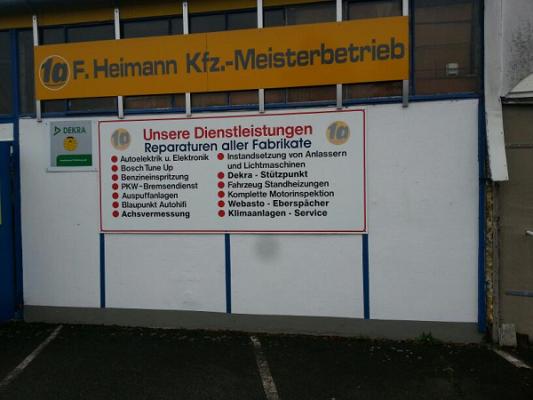 1a F. Heimann Kfz.-Meisterbetrieb
DEKRA
1a Unsere Dienstleistungen 1a
Reparaturen aller Fabrikate
Autoelektrik u. Elektronik
Bosch Tune Up
Benzineinspritzung
PKW-Bremsendienst
Auspuffanlagen
Blaupunkt Autohifi
Achsvermessung
Instandsetzung von Anlassern
und Lichtmaschinen
Dekra - Stützpunkt
Fahrzeug Standheizungen
Komplette Motorinspektion
Webasto - Eberspächer
Klimaanlagen - Service